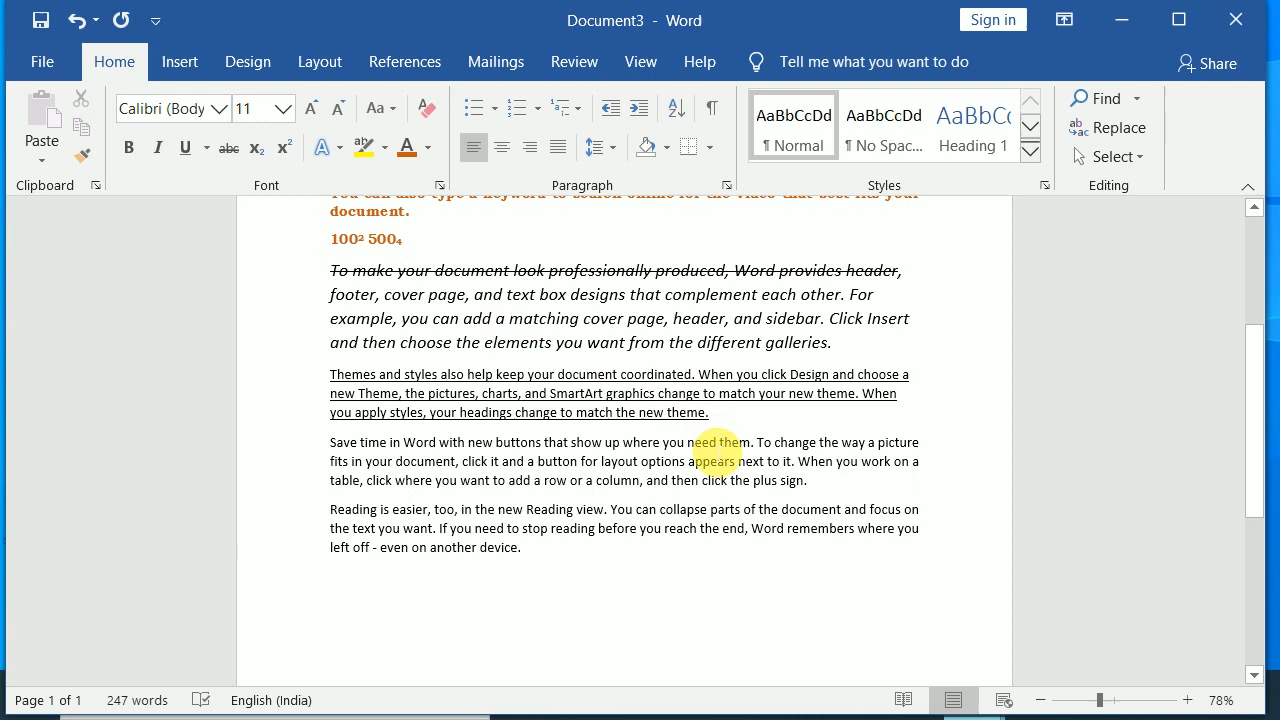 Document3 - Word
Sign in
File Home Insert Design Layout References Mailings Review View Help Tell me what you want to do Share
Paste
Calibri (Body 11 Aa
B I U abc x₂ x² A A
AaBbCcDd AaBbCcDd AaBbCc
¶ Normal ¶ No Spac... Heading 1
Find
Replace
Select
Clipboard Font Paragraph Styles Editing
You can also type a keyword to search online for the video that best fits your
document.
100² 500₄
To make your document look professionally produced, Word provides header,
footer, cover page, and text box designs that complement each other. For
example, you can add a matching cover page, header, and sidebar. Click Insert
and then choose the elements you want from the different galleries.
Themes and styles also help keep your document coordinated. When you click Design and choose a
new Theme, the pictures, charts, and SmartArt graphics change to match your new theme. When
you apply styles, your headings change to match the new theme.
Save time in Word with new buttons that show up where you need them. To change the way a picture
fits in your document, click it and a button for layout options appears next to it. When you work on a
table, click where you want to add a row or a column, and then click the plus sign.
Reading is easier, too, in the new Reading view. You can collapse parts of the document and focus on
the text you want. If you need to stop reading before you reach the end, Word remembers where you
left off - even on another device.
Page 1 of 1 247 words English (India) 78%